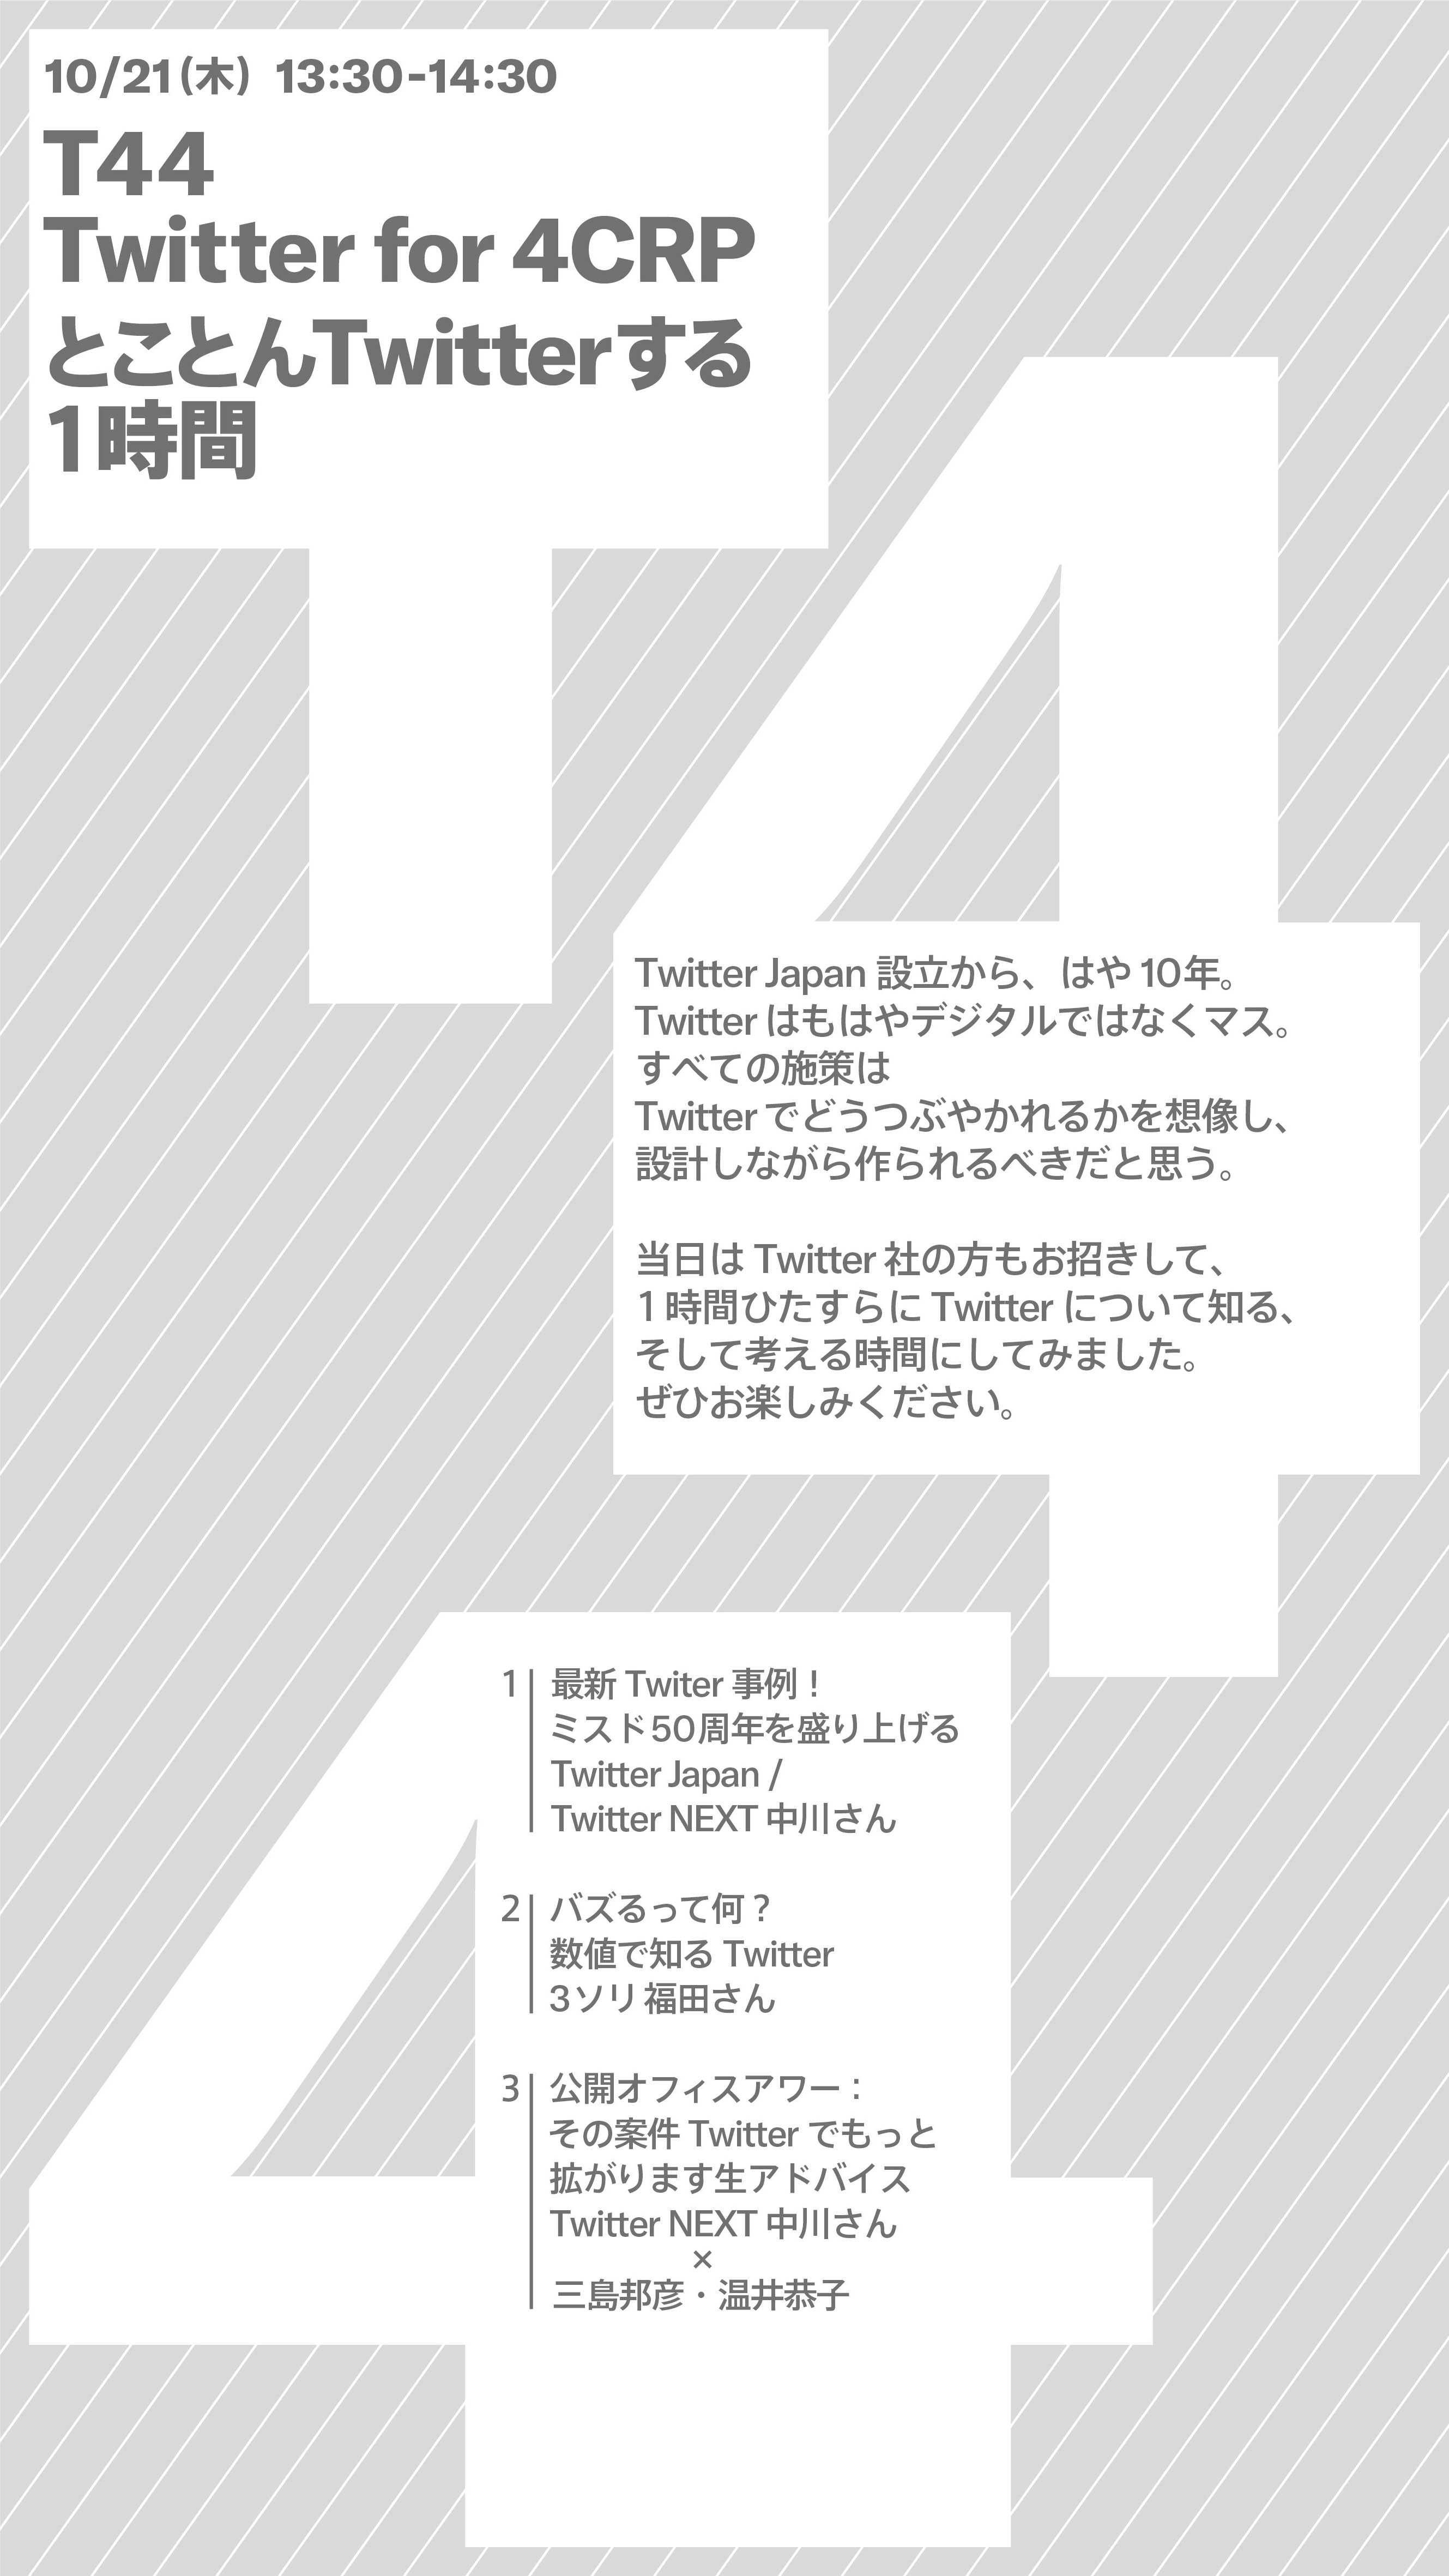 10/21(木) 13:30-14:30
T44
Twitter for 4CRP
とことんTwitterする
1時間
Twitter Japan 設立から、はや10年。
Twitter はもはやデジタルではなくマス。
すべての施策は
Twitter でどうつぶやかれるかを想像し、
設計しながら作られるべきだと思う。
当日は Twitter 社の方もお招きして、
1時間ひたすらに Twitter について知る、
そして考える時間にしてみました。
ぜひお楽しみください。
1 最新 Twiter 事例！
ミスド50周年を盛り上げる
Twitter Japan /
Twitter NEXT 中川さん
2 バズるって何？
数値で知る Twitter
3ソリ福田さん
3 公開オフィスアワー：
その案件 Twitter でもっと
拡がります生アドバイス
Twitter NEXT 中川さん
×
三島邦彦・温井恭子
T44